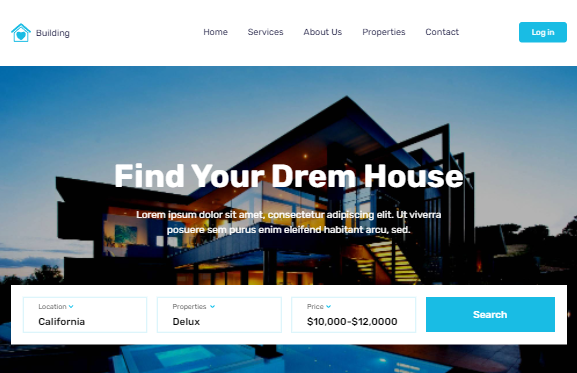 Building
Home Services About Us Properties Contact
Log in
Find Your Drem House
Lorem ipsum dolor sit amet, consectetur adipiscing elit. Ut viverra
posuere sem purus enim eleifend habitant arcu, sed.
Location Properties Price
California Delux $10,000-$12,0000
Search